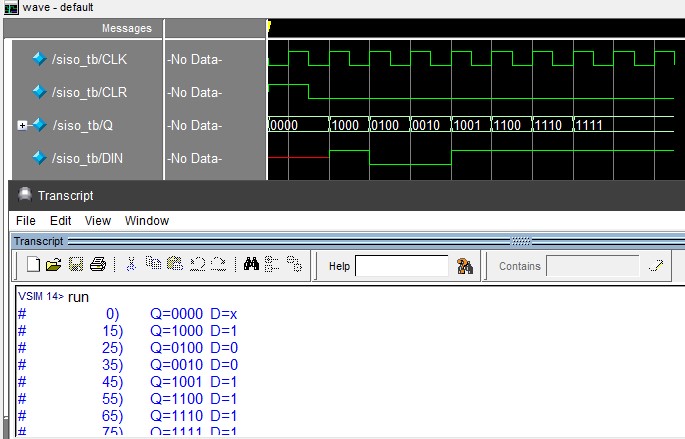 wave - default
Messages
/siso_tb/CLK -No Data-
/siso_tb/CLR -No Data-
/siso_tb/Q -No Data- 0000 1000 0100 0010 1001 1100 1110 1111
/siso_tb/DIN -No Data-
Transcript
File Edit View Window
Transcript
Help Contains
VSIM 14> run
# 0) Q=0000 D=x
# 15) Q=1000 D=1
# 25) Q=0100 D=0
# 35) Q=0010 D=0
# 45) Q=1001 D=1
# 55) Q=1100 D=1
# 65) Q=1110 D=1
# 75) Q=1111 D=1